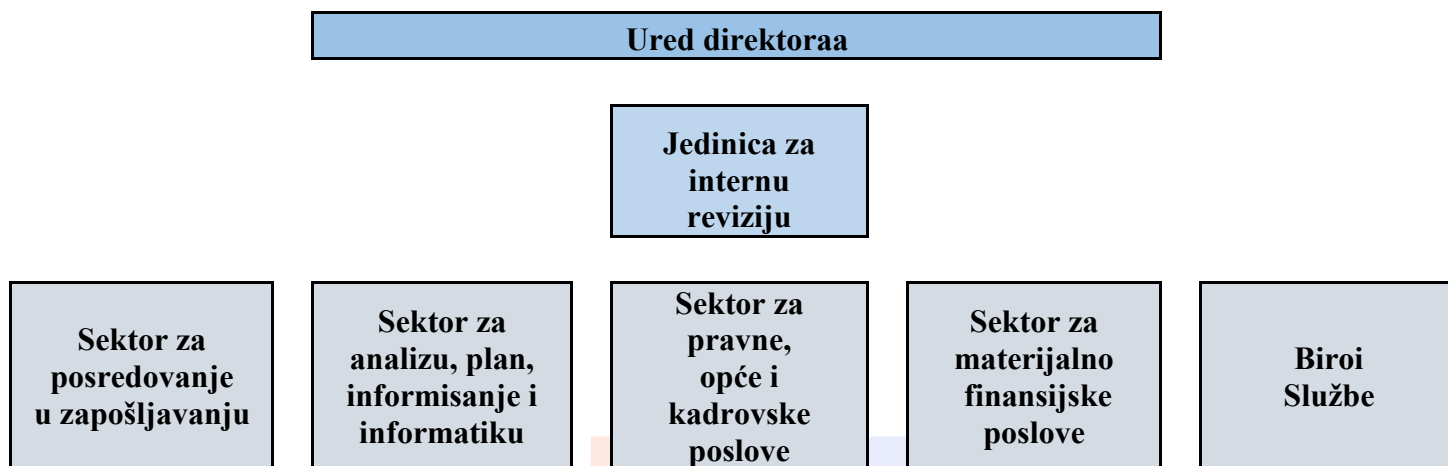 Ured direktoraa
Jedinica za
internu
reviziju
Sektor za
posredovanje
u zapošljavanju
Sektor za
analizu, plan,
informisanje i
informatiku
Sektor za
pravne,
opće i
kadrovske
poslove
Sektor za
materijalno
finansijske
poslove
Biroi
Službe